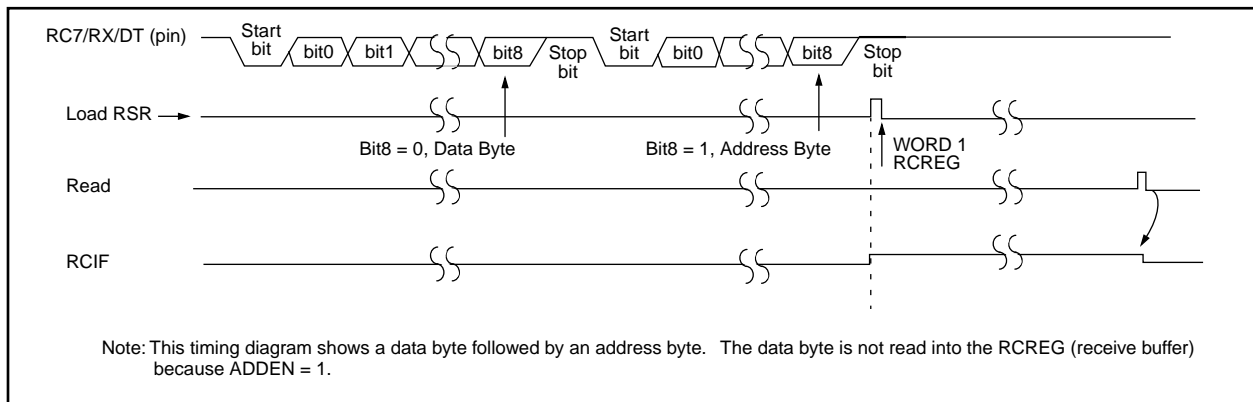 RC7/RX/DT (pin)
Start
bit
bit0
bit1
bit8
Stop
bit
Start
bit
bit0
bit8
Stop
bit
Load RSR
Bit8 = 0, Data Byte
Bit8 = 1, Address Byte
WORD 1
RCREG
Read
RCIF
Note: This timing diagram shows a data byte followed by an address byte. The data byte is not read into the RCREG (receive buffer)
because ADDEN = 1.